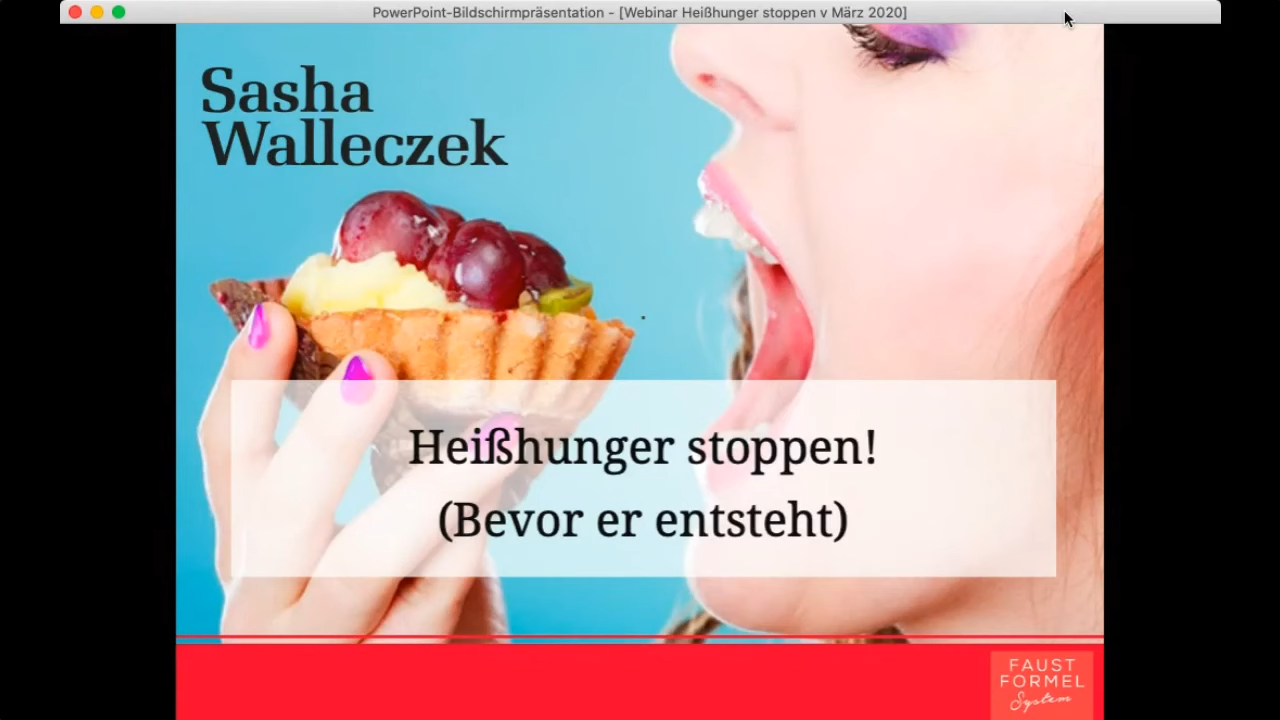 PowerPoint-Bildschirmpräsentation - [Webinar Heißhunger stoppen v März 2020]
Sasha
Walleczek
Heißhunger stoppen!
(Bevor er entsteht)
FAUST
FORMEL
System